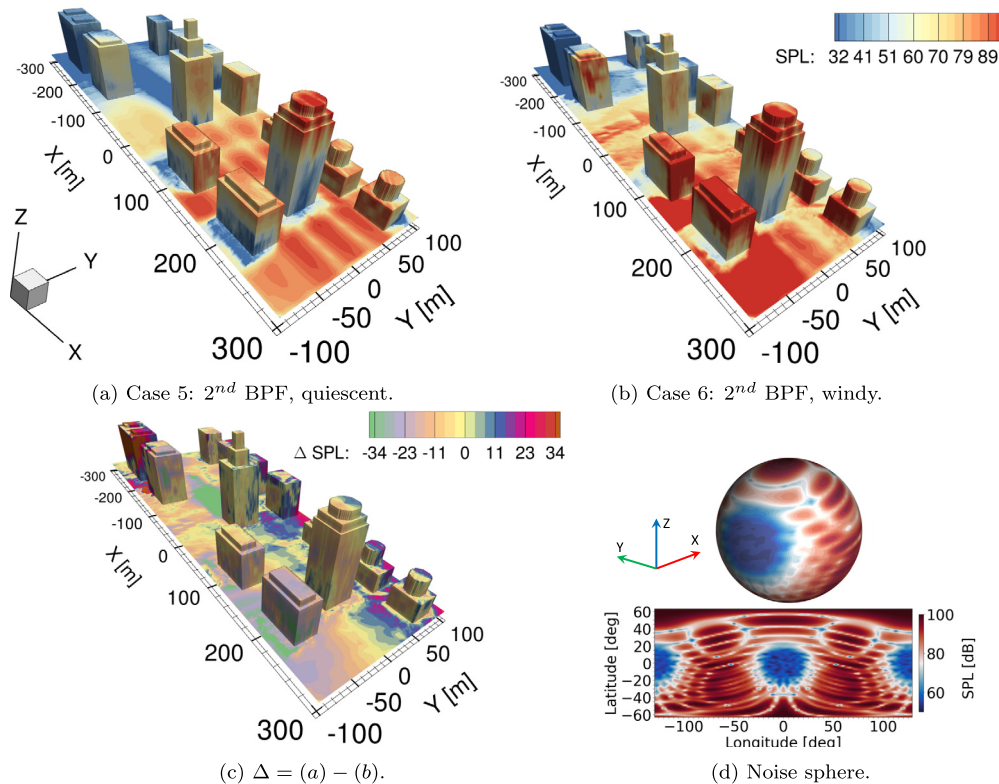 SPL: 32 41 51 60 70 79 89
-300
-200
-100
0
100
200
300
X [m]
-100
-50
0
50
100
Y [m]
Z
Y
X
-300
-200
-100
0
100
200
300
X [m]
-100
-50
0
50
100
Y [m]
(a) Case 5: 2nd BPF, quiescent.
(b) Case 6: 2nd BPF, windy.
Δ SPL: -34 -23 -11 0 11 23 34
-300
-200
-100
0
100
200
300
X [m]
-100
-50
0
50
100
Y [m]
Z
Y
X
60
40
20
0
−20
−40
−60
Latitude [deg]
−100 −50 0 50 100
Longitude [deg]
100
80
60
SPL [dB]
(c) Δ = (a) − (b).
(d) Noise sphere.